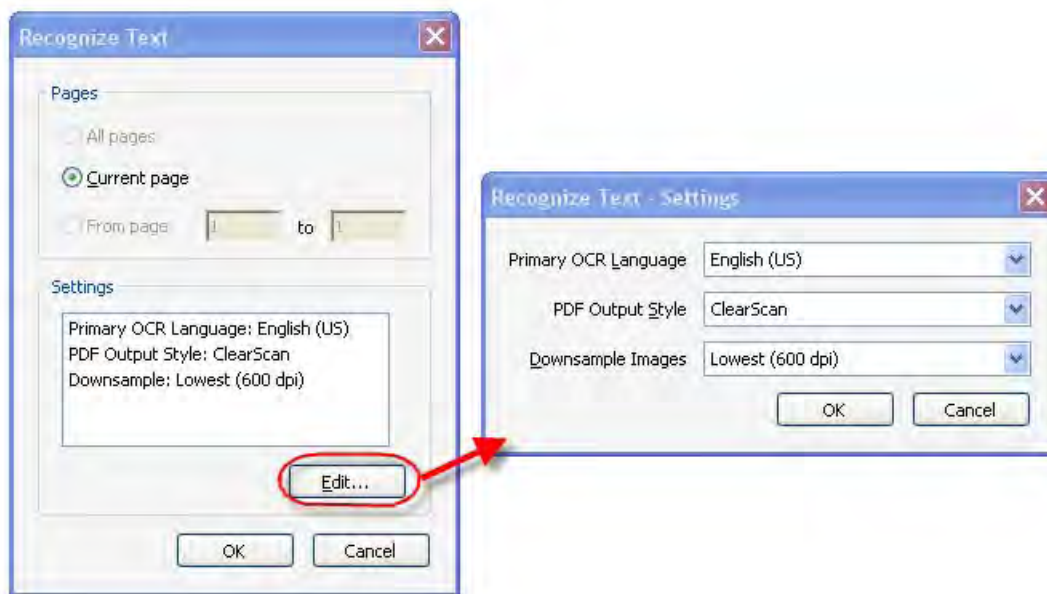 Recognize Text
Pages
All pages
Current page
From page 1 to 1
Settings
Primary OCR Language: English (US)
PDF Output Style: ClearScan
Downsample: Lowest (600 dpi)
Edit...
OK Cancel
Recognize Text - Settings
Primary OCR Language English (US)
PDF Output Style ClearScan
Downsample Images Lowest (600 dpi)
OK Cancel